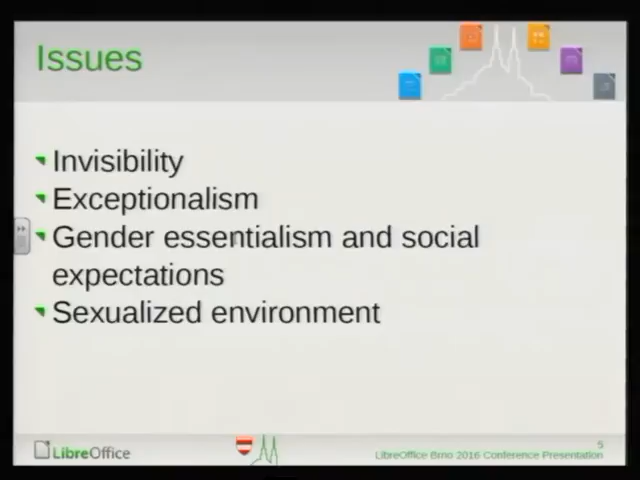 Issues
Invisibility
Exceptionalism
Gender essentialism and social
expectations
Sexualized environment
LibreOffice
5
LibreOffice Brno 2016 Conference Presentation